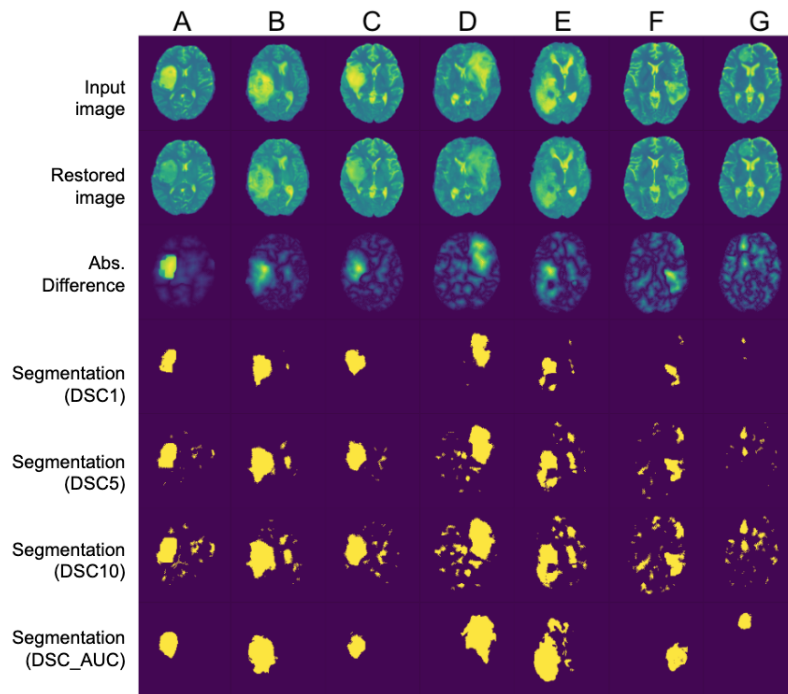 A B C D E F G
Input
image
Restored
image
Abs.
Difference
Segmentation
(DSC1)
Segmentation
(DSC5)
Segmentation
(DSC10)
Segmentation
(DSC_AUC)